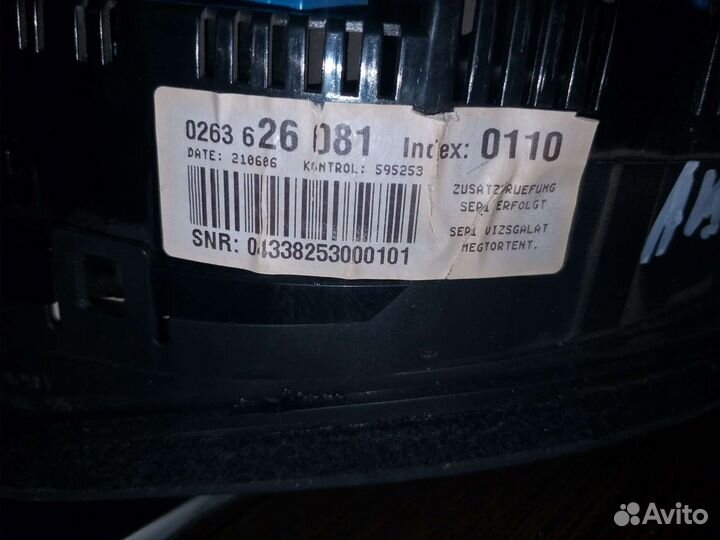 0263 626 081 Index: 0110
DATE: 210606 KONTROL: 595253
SNR: 04338253000101
ZUSATZPRUEFUNG
SEPI ERFOLGT
SEPI VIZSGALAT
MEGTORTENT.
Avito